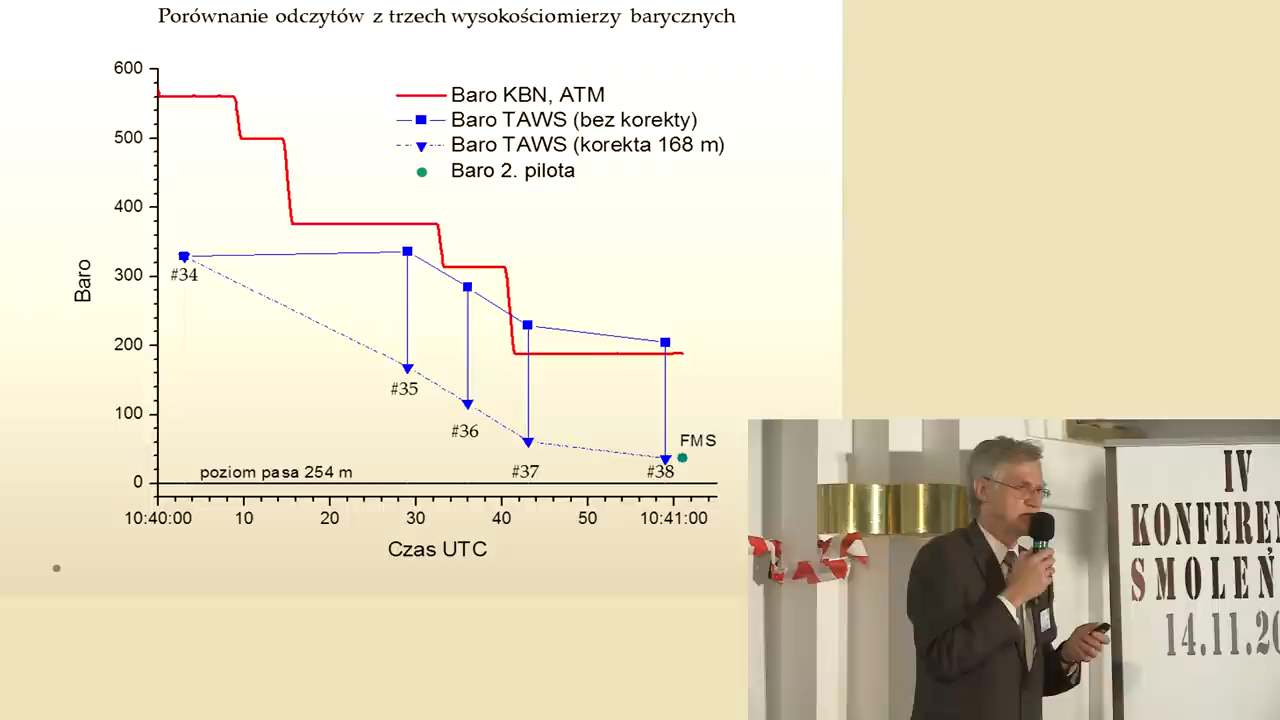 Porównanie odczytów z trzech wysokościomierzy barycznych
600
500
400
300
200
100
0
Baro
Baro KBN, ATM
Baro TAWS (bez korekty)
Baro TAWS (korekta 168 m)
Baro 2. pilota
#34
#35
#36
#37
#38
FMS
poziom pasa 254 m
10:40:00
10
20
30
40
50
10:41:00
Czas UTC
IV
KONFEREN
SMOLEŃ
14.11.20